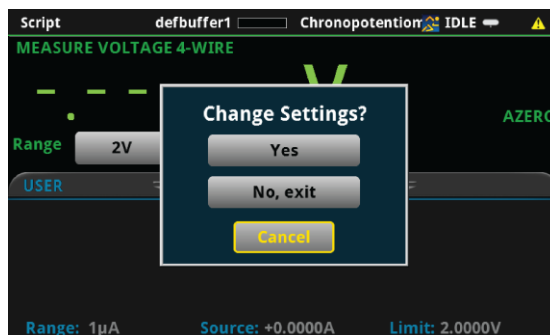 Script defbuffer1 Chronopotention IDLE
MEASURE VOLTAGE 4-WIRE
-.-- V
Change Settings?
AZERO
Range 2V Yes
USER No, exit
Cancel
Range: 1µA Source: +0.0000A Limit: 2.0000V